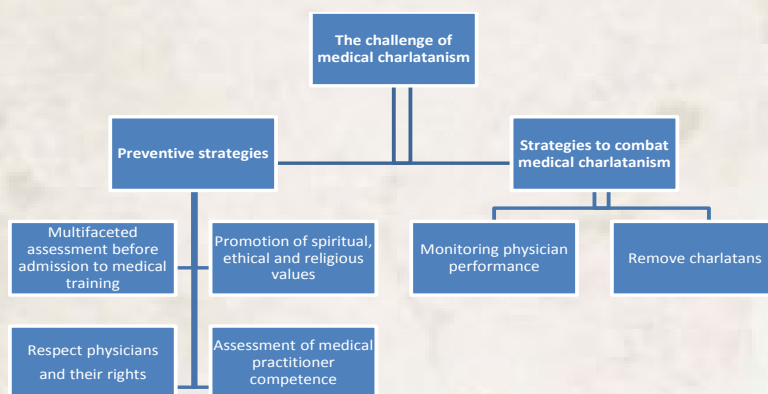 The challenge of
medical charlatanism
Preventive strategies
Strategies to combat
medical charlatanism
Multifaceted
assessment before
admission to medical
training
Promotion of spiritual,
ethical and religious
values
Monitoring physician
performance
Remove charlatans
Respect physicians
and their rights
Assessment of medical
practitioner
competence